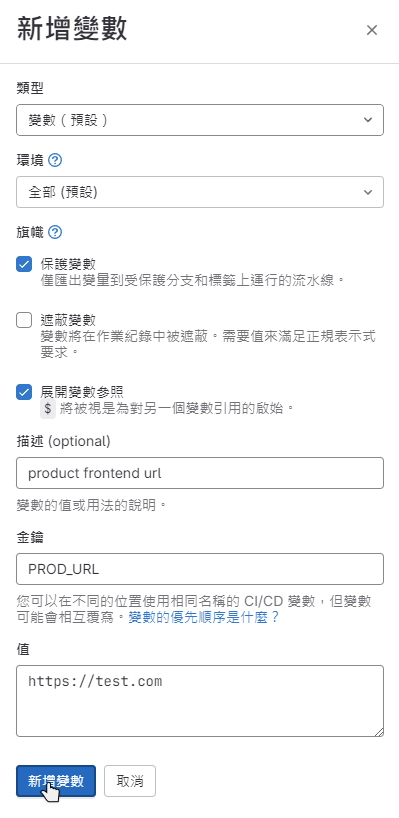 新增變數
類型
變數 ( 預設 )
環境
全部 (預設)
旗幟
保護變數
僅匯出變量到受保護分支和標籤上運行的流水線。
遮蔽變數
變數將在作業紀錄中被遮蔽。需要值來滿足正規表示式
要求。
展開變數參照
$ 將被視是為對另一個變數引用的啟始。
描述 (optional)
product frontend url
變數的值或用法的說明。
金鑰
PROD_URL
您可以在不同的位置使用相同名稱的 CI/CD 變數，但變數
可能會相互覆寫。變數的優先順序是什麼？
值
https://test.com
新增變數 取消